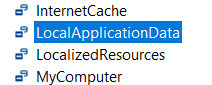 InternetCache
LocalApplicationData
LocalizedResources
MyComputer